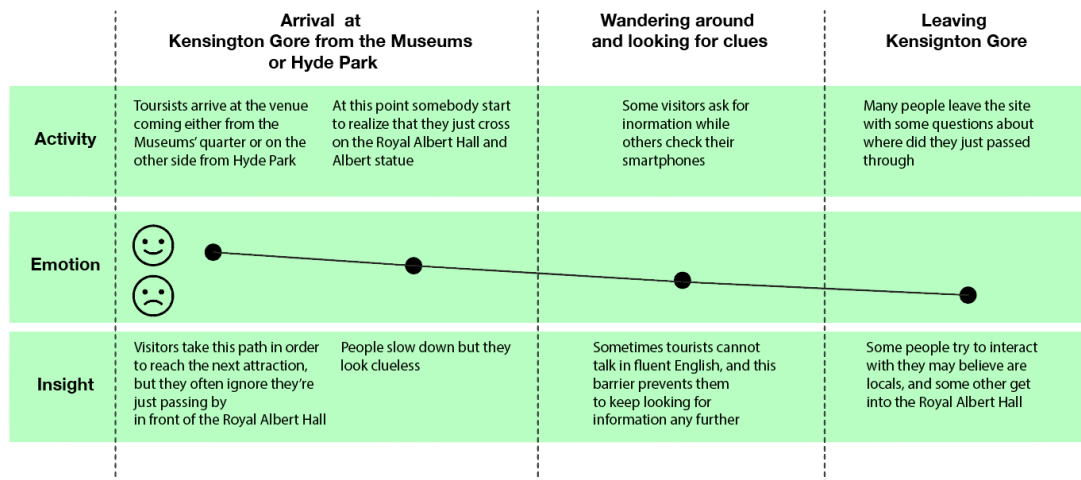 Arrival at
Kensington Gore from the Museums
or Hyde Park
Wandering around
and looking for clues
Leaving
Kensignton Gore
Activity
Toursists arrive at the venue
coming either from the
Museums' quarter or on the
other side from Hyde Park
At this point somebody start
to realize that they just cross
on the Royal Albert Hall and
Albert statue
Some visitors ask for
inormation while
others check their
smartphones
Many people leave the site
with some questions about
where did they just passed
through
Emotion
Insight
Visitors take this path in order
to reach the next attraction,
but they often ignore they're
just passing by
in front of the Royal Albert Hall
People slow down but they
look clueless
Sometimes tourists cannot
talk in fluent English, and this
barrier prevents them
to keep looking for
information any further
Some people try to interact
with they may believe are
locals, and some other get
into the Royal Albert Hall